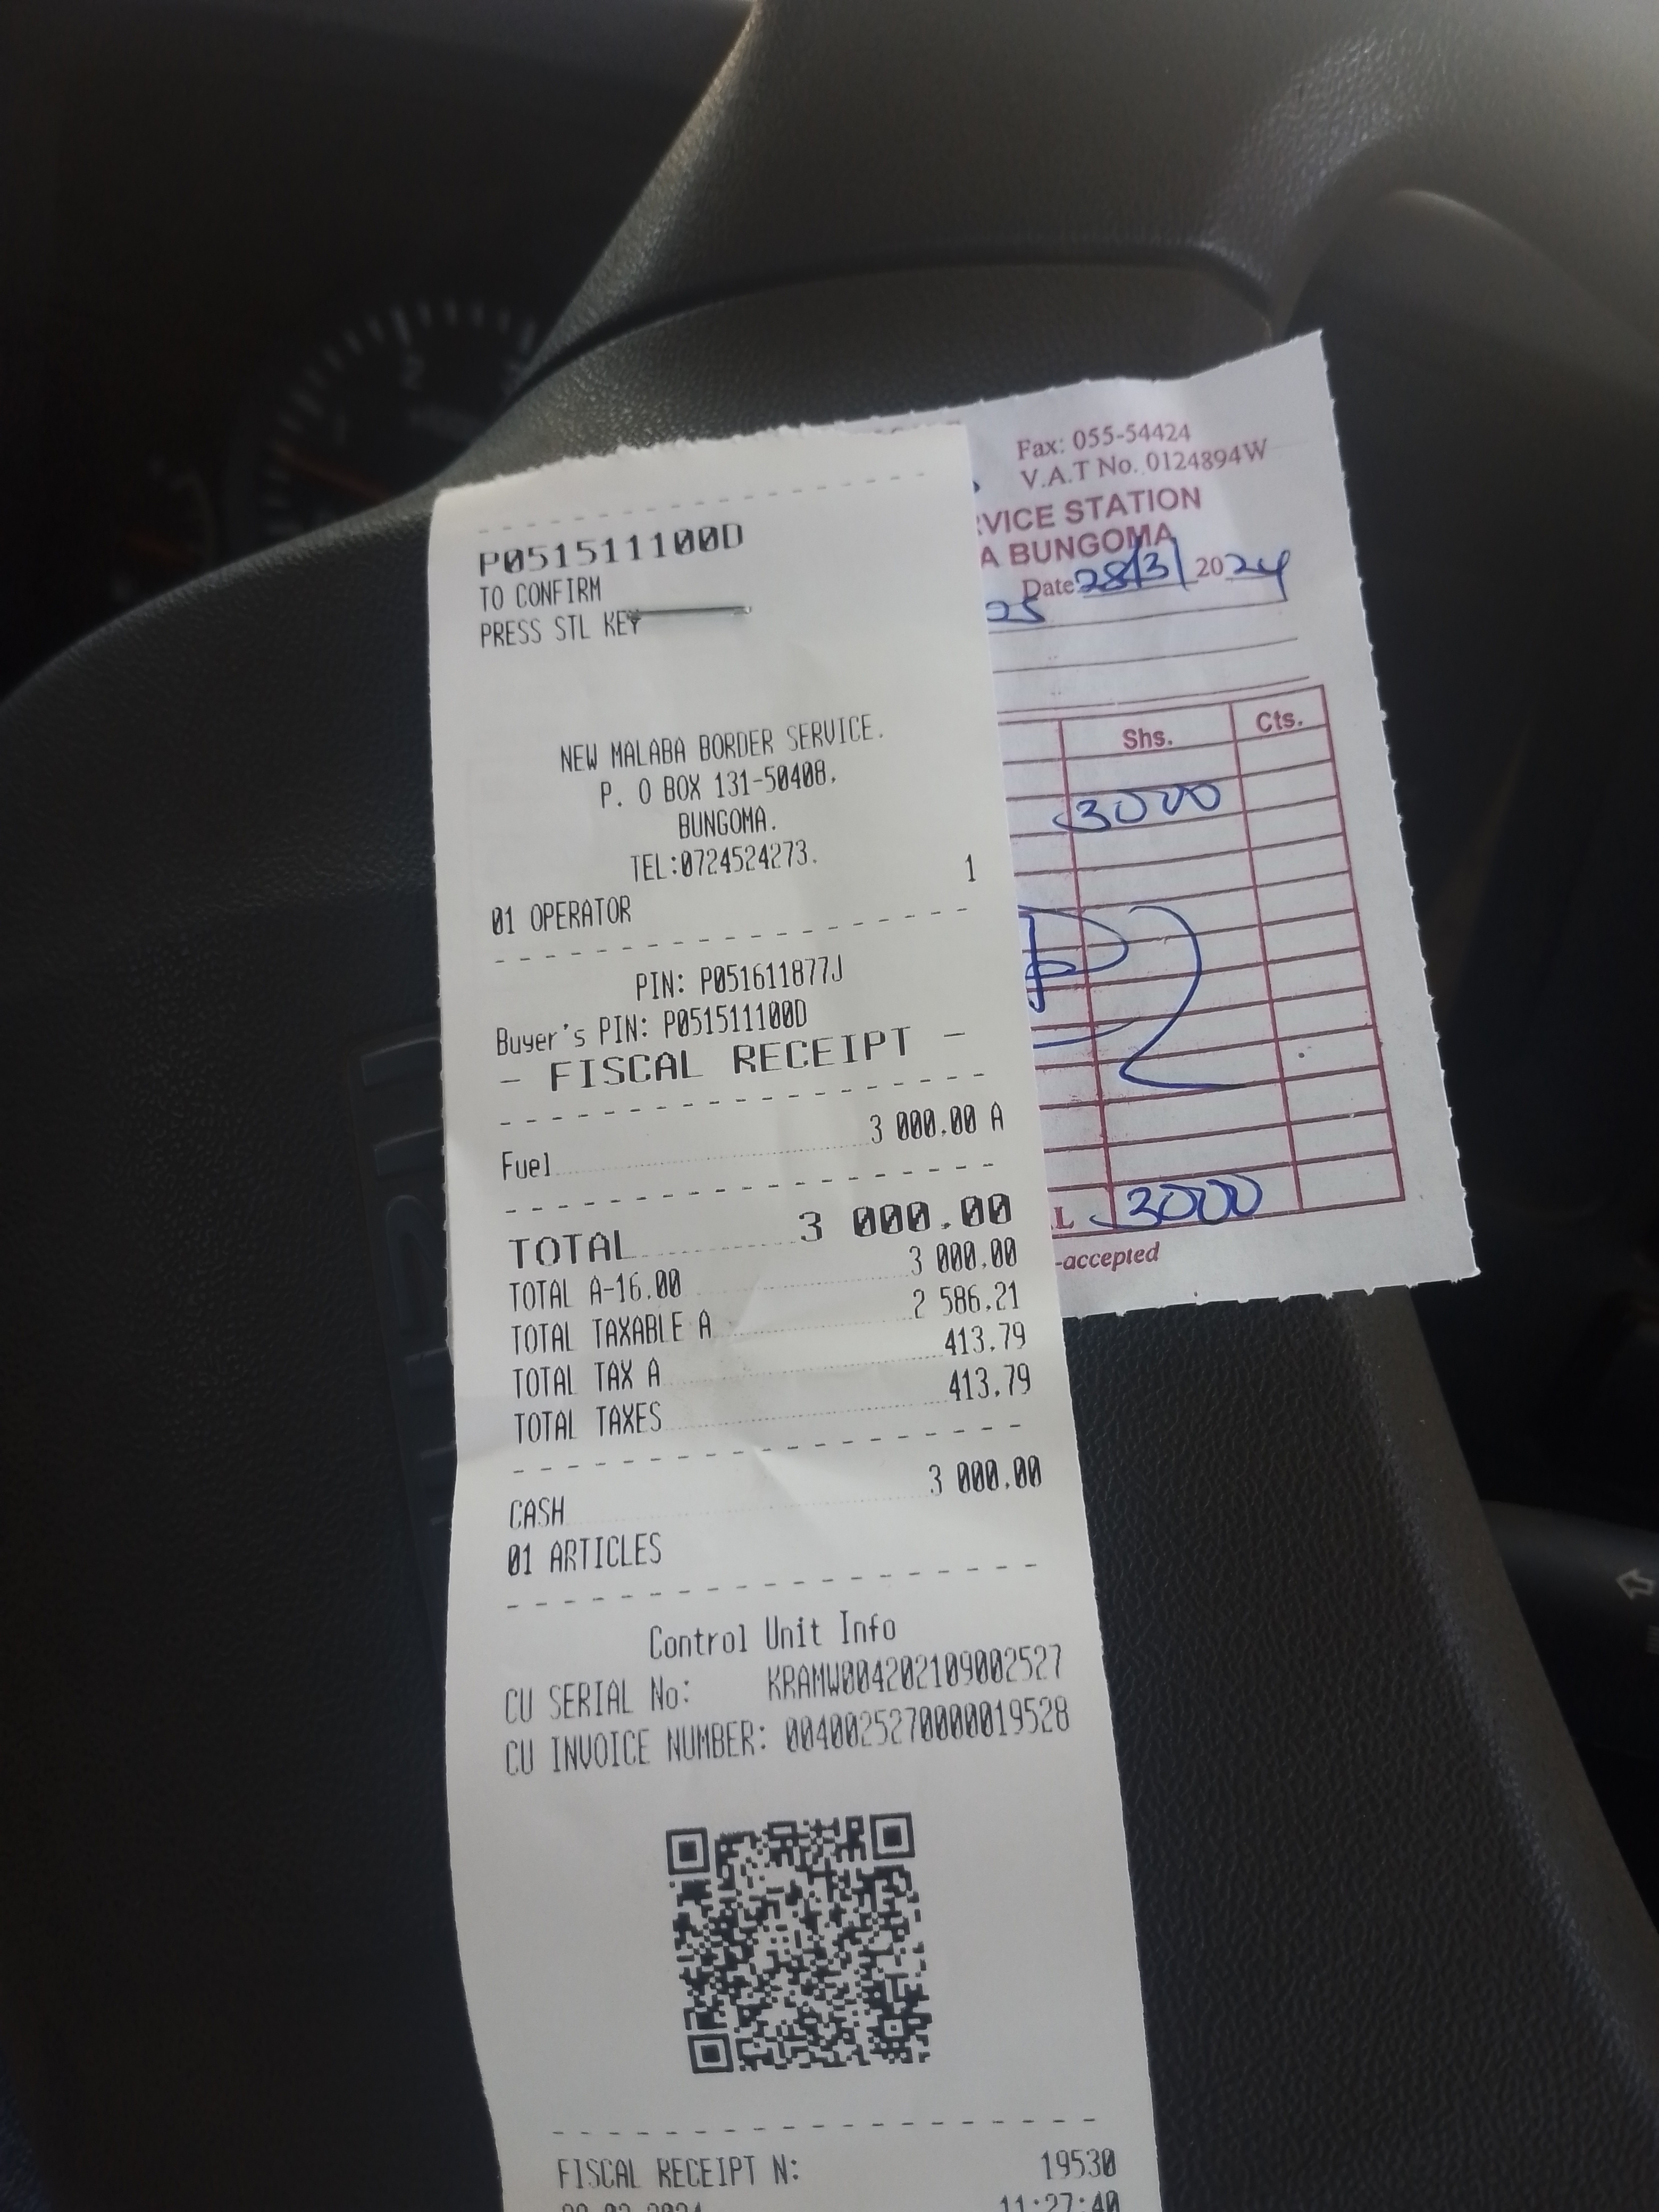 P051511100D
TO CONFIRM
PRESS STL KEY
NEW MALABA BORDER SERVICE.
P. O BOX 131-50408,
BUNGOMA.
TEL:0724524273.
1
01 OPERATOR
PIN: P051611877J
Buyer's PIN: P051511100D
- FISCAL RECEIPT -
3 000.00 A
Fuel
TOTAL 3 000.00
TOTAL A-16.00 3 000.00
TOTAL TAXABLE A 2 586.21
TOTAL TAX A 413.79
TOTAL TAXES 413.79
CASH 3 000.00
01 ARTICLES
Control Unit Info
CU SERIAL No: KRAMW004202109002527
CU INVOICE NUMBER: 0040025270000019528
FISCAL RECEIPT N: 19530
11:27:40
Fax: 055-54424
V.A.T No. 0124894W
VICE STATION
A BUNGOMA
Date 28/3/ 2024
25
Shs. Cts.
3000
L 3000
-accepted